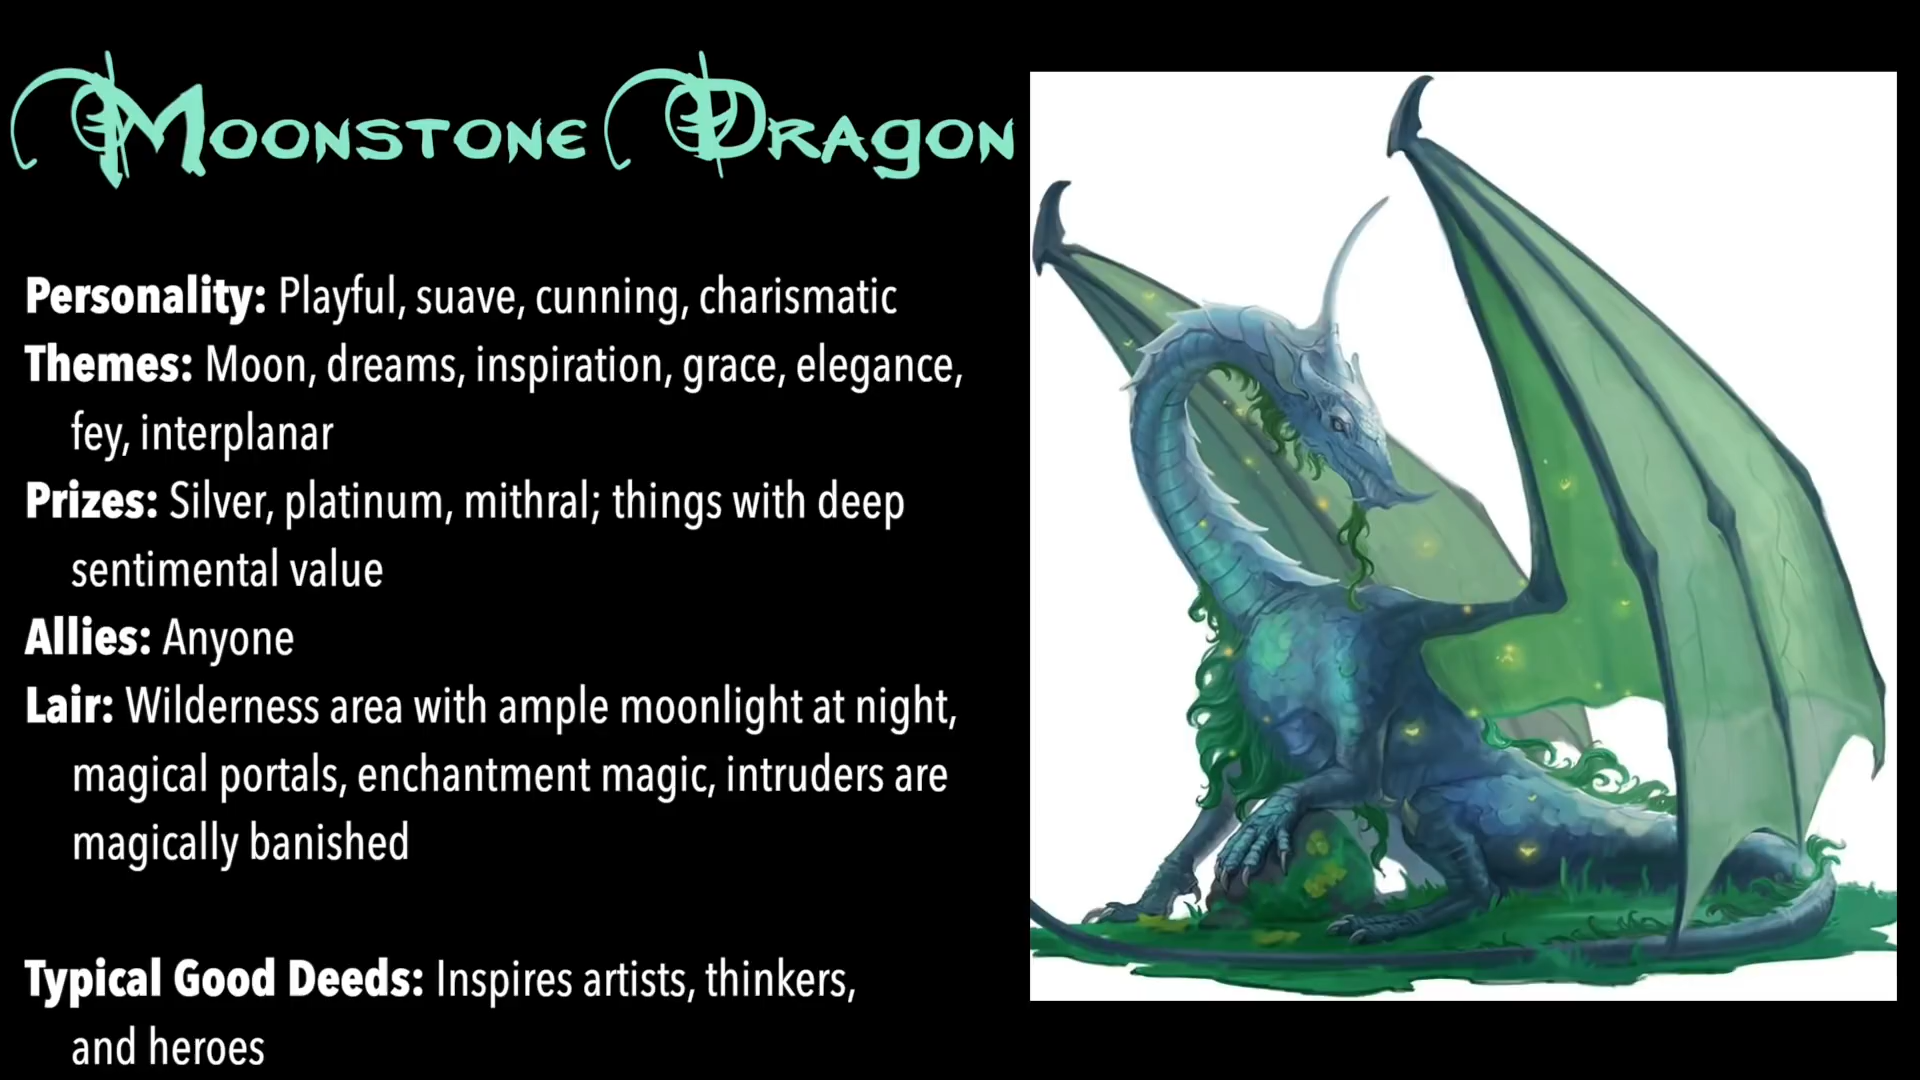 Moonstone Dragon
Personality: Playful, suave, cunning, charismatic
Themes: Moon, dreams, inspiration, grace, elegance,
fey, interplanar
Prizes: Silver, platinum, mithral; things with deep
sentimental value
Allies: Anyone
Lair: Wilderness area with ample moonlight at night,
magical portals, enchantment magic, intruders are
magically banished
Typical Good Deeds: Inspires artists, thinkers,
and heroes